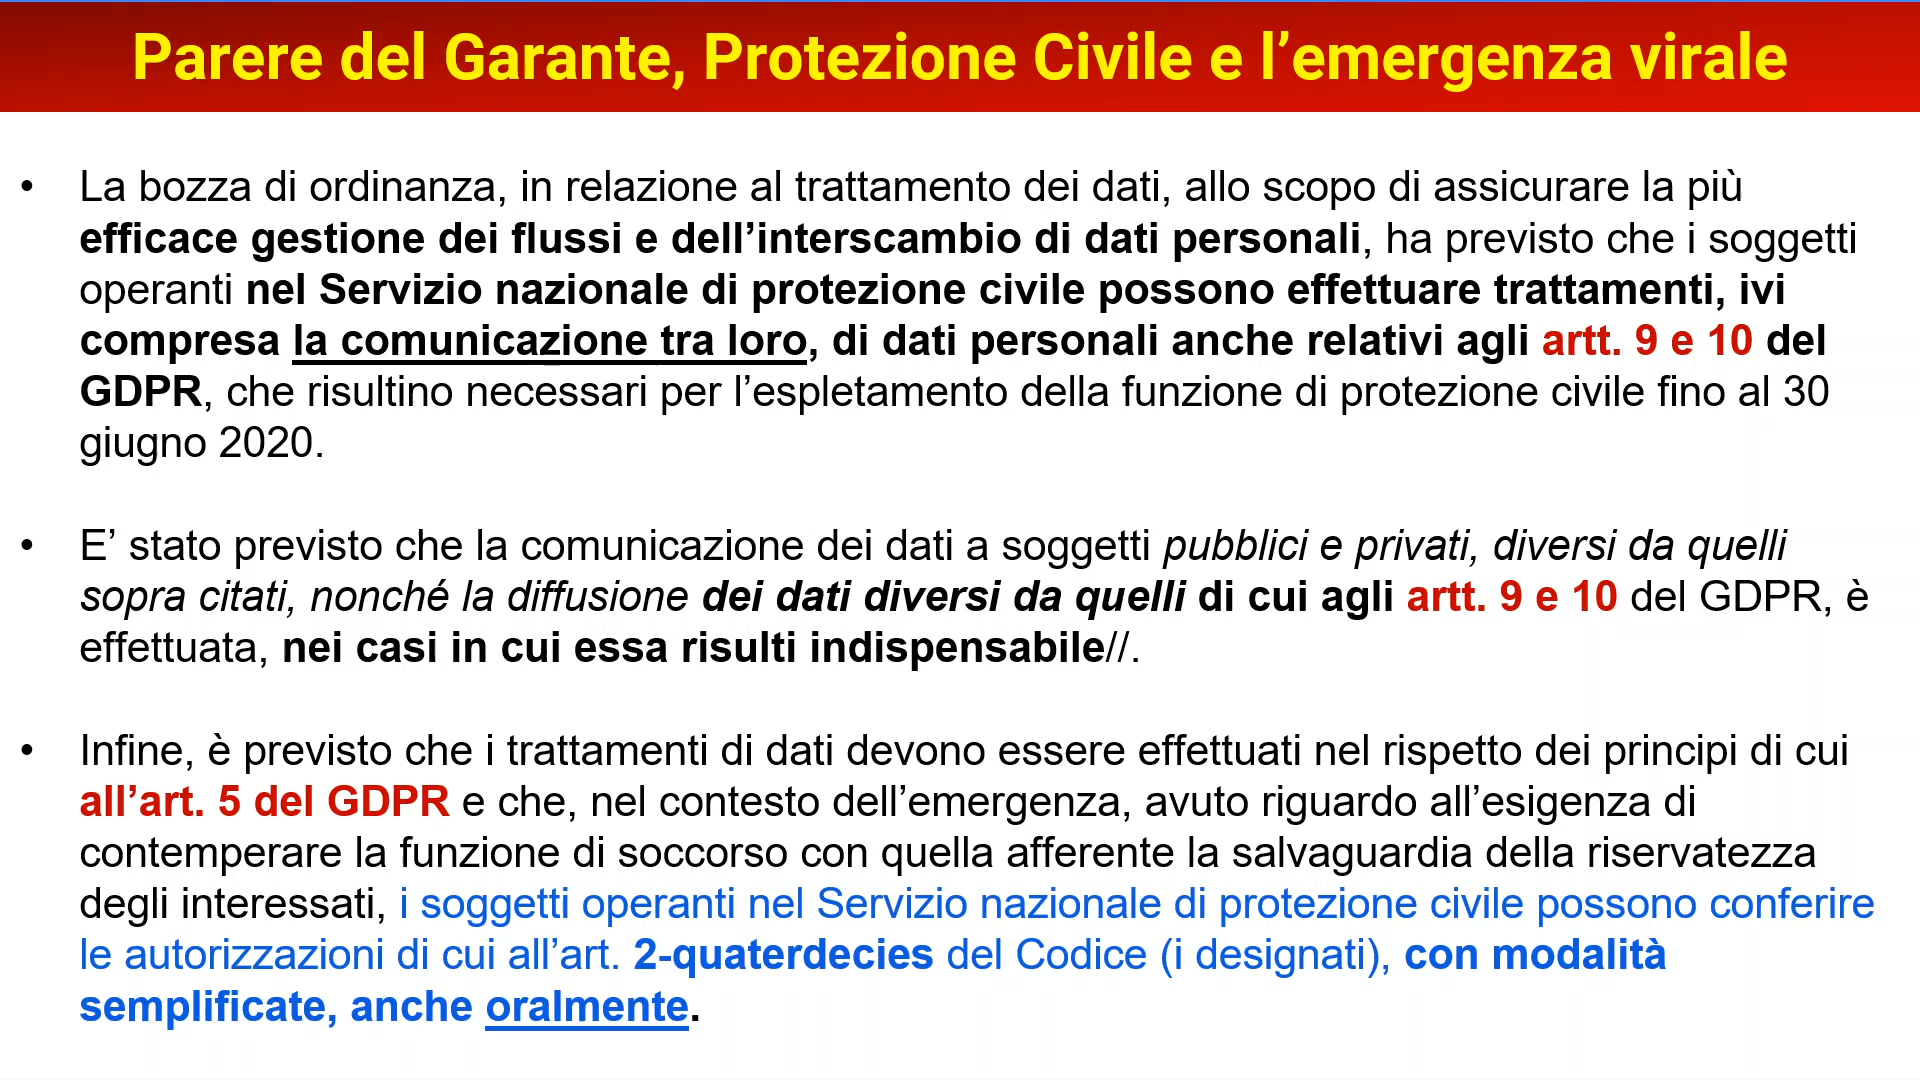 Parere del Garante, Protezione Civile e l’emergenza virale
• La bozza di ordinanza, in relazione al trattamento dei dati, allo scopo di assicurare la più
efficace gestione dei flussi e dell’interscambio di dati personali, ha previsto che i soggetti
operanti nel Servizio nazionale di protezione civile possono effettuare trattamenti, ivi
compresa la comunicazione tra loro, di dati personali anche relativi agli artt. 9 e 10 del
GDPR, che risultino necessari per l’espletamento della funzione di protezione civile fino al 30
giugno 2020.
• E’ stato previsto che la comunicazione dei dati a soggetti pubblici e privati, diversi da quelli
sopra citati, nonché la diffusione dei dati diversi da quelli di cui agli artt. 9 e 10 del GDPR, è
effettuata, nei casi in cui essa risulti indispensabile//.
• Infine, è previsto che i trattamenti di dati devono essere effettuati nel rispetto dei principi di cui
all’art. 5 del GDPR e che, nel contesto dell’emergenza, avuto riguardo all’esigenza di
contemperare la funzione di soccorso con quella afferente la salvaguardia della riservatezza
degli interessati, i soggetti operanti nel Servizio nazionale di protezione civile possono conferire
le autorizzazioni di cui all’art. 2-quaterdecies del Codice (i designati), con modalità
semplificate, anche oralmente.